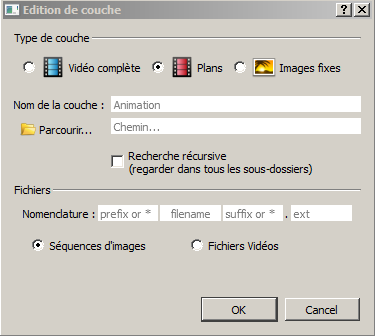 Edition de couche
Type de couche
Vidéo complète Plans Images fixes
Nom de la couche : Animation
Parcourir... Chemin...
Recherche récursive
(regarder dans tous les sous-dossiers)
Fichiers
Nomenclature : prefix or * filename suffix or * . ext
Séquences d'images Fichiers Vidéos
OK Cancel